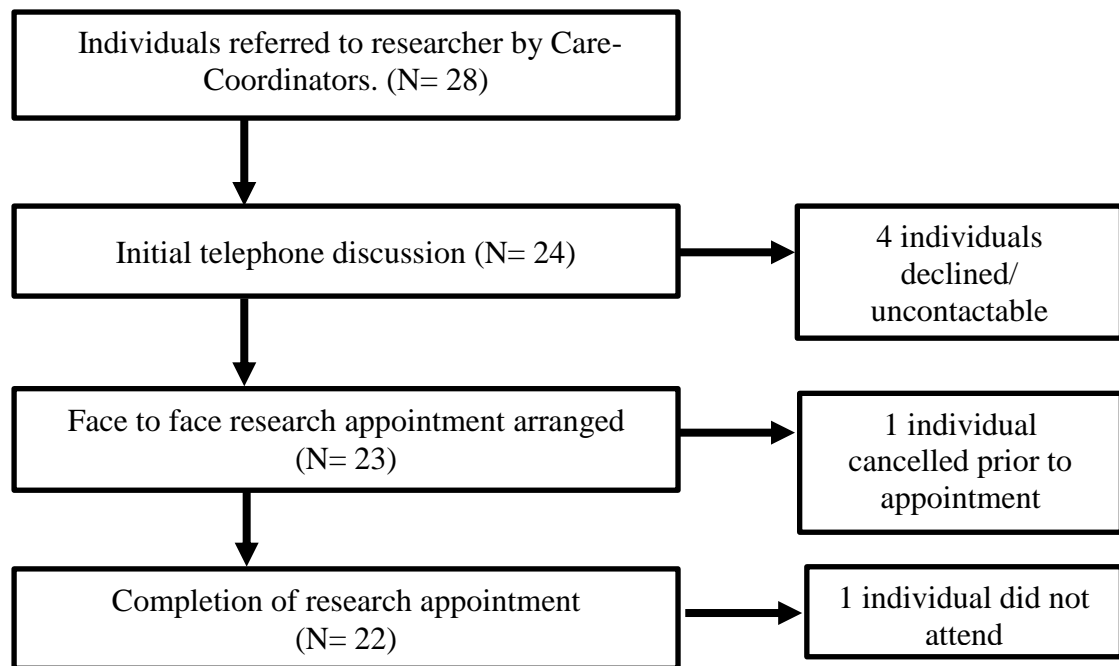 Individuals referred to researcher by Care-
Coordinators. (N= 28)
Initial telephone discussion (N= 24)
4 individuals
declined/
uncontactable
Face to face research appointment arranged
(N= 23)
1 individual
cancelled prior to
appointment
Completion of research appointment
(N= 22)
1 individual did not
attend